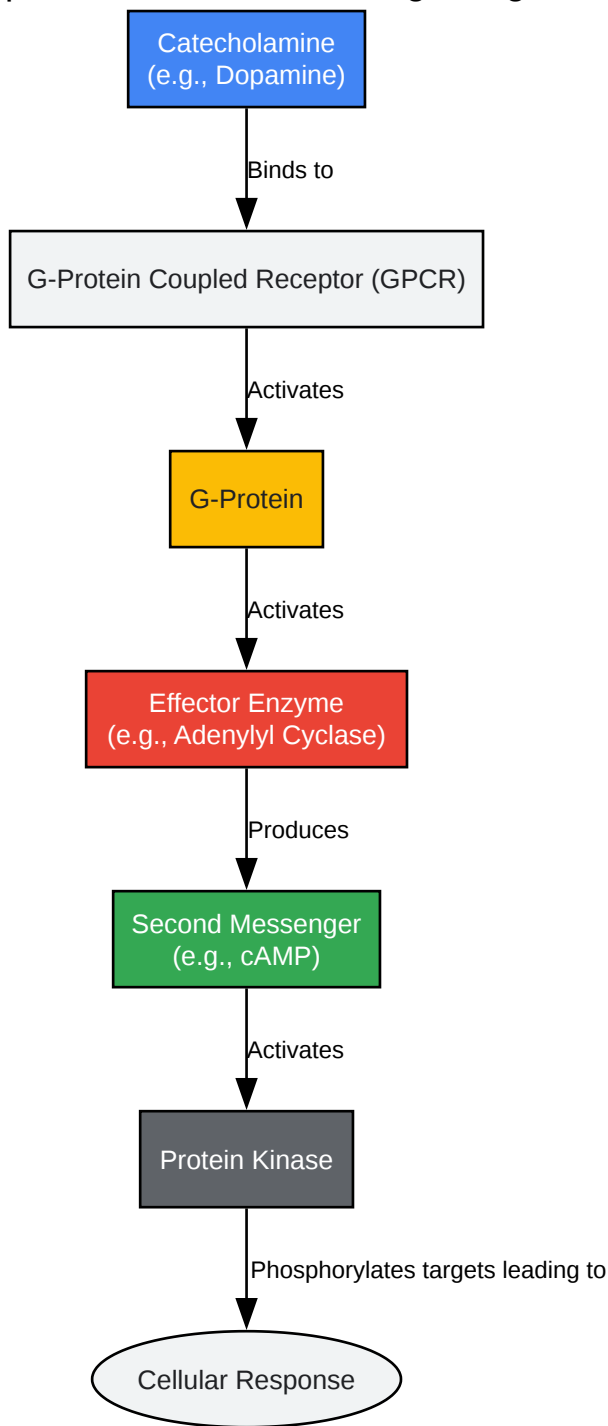 Catecholamine
(e.g., Dopamine)
Binds to
G-Protein Coupled Receptor (GPCR)
Activates
G-Protein
Activates
Effector Enzyme
(e.g., Adenylyl Cyclase)
Produces
Second Messenger
(e.g., cAMP)
Activates
Protein Kinase
Phosphorylates targets leading to
Cellular Response